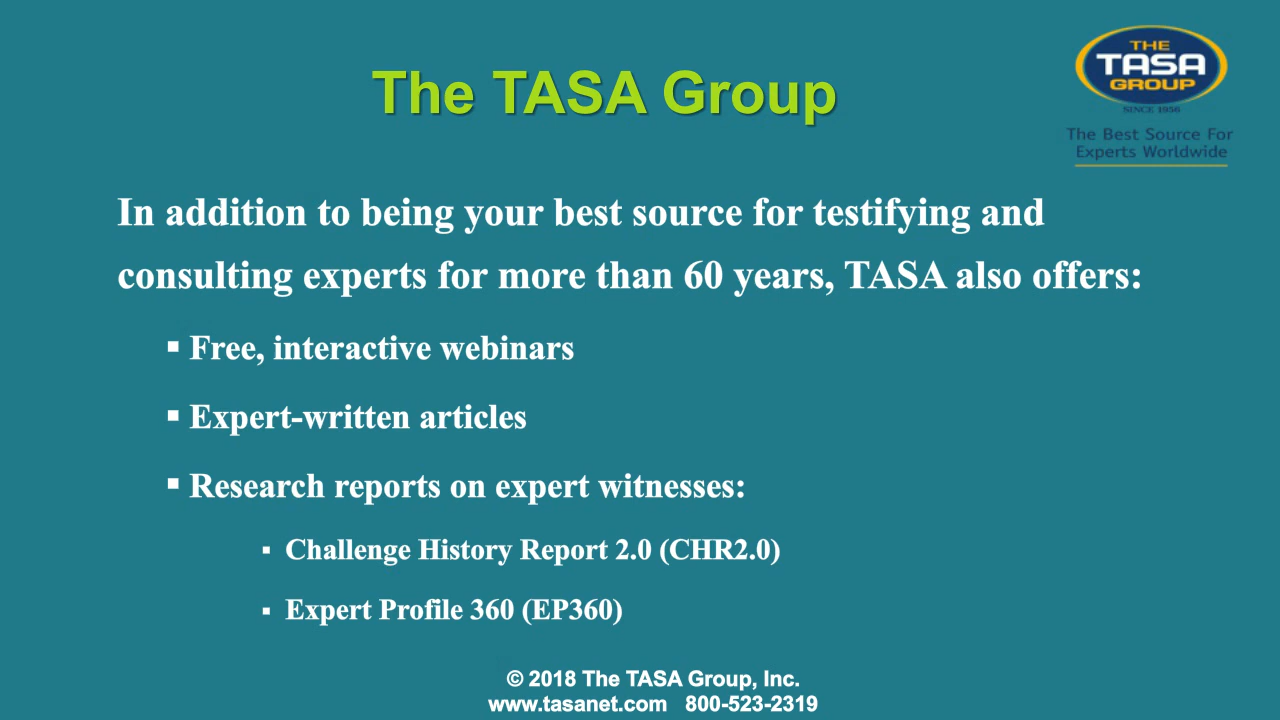 The TASA Group
THE
TASA
GROUP
SINCE 1956
The Best Source For
Experts Worldwide
In addition to being your best source for testifying and
consulting experts for more than 60 years, TASA also offers:
▪ Free, interactive webinars
▪ Expert-written articles
▪ Research reports on expert witnesses:
▪ Challenge History Report 2.0 (CHR2.0)
▪ Expert Profile 360 (EP360)
© 2018 The TASA Group, Inc.
www.tasanet.com 800-523-2319